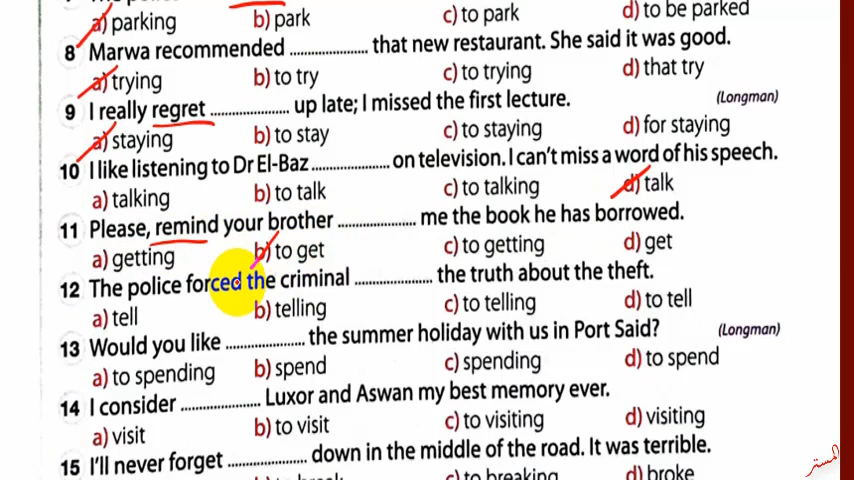 a) parking b) park c) to park d) to be parked
8 Marwa recommended .................. that new restaurant. She said it was good.
a) trying b) to try c) to trying d) that try
9 I really regret .................. up late; I missed the first lecture. (Longman)
a) staying b) to stay c) to staying d) for staying
10 I like listening to Dr El-Baz .................. on television. I can't miss a word of his speech.
a) talking b) to talk c) to talking d) talk
11 Please, remind your brother .................. me the book he has borrowed.
a) getting b) to get c) to getting d) get
12 The police forced the criminal .................. the truth about the theft.
a) tell b) telling c) to telling d) to tell
13 Would you like .................. the summer holiday with us in Port Said? (Longman)
a) to spending b) spend c) spending d) to spend
14 I consider .................. Luxor and Aswan my best memory ever.
a) visit b) to visit c) to visiting d) visiting
15 I'll never forget .................. down in the middle of the road. It was terrible.
c) to breaking d) broke